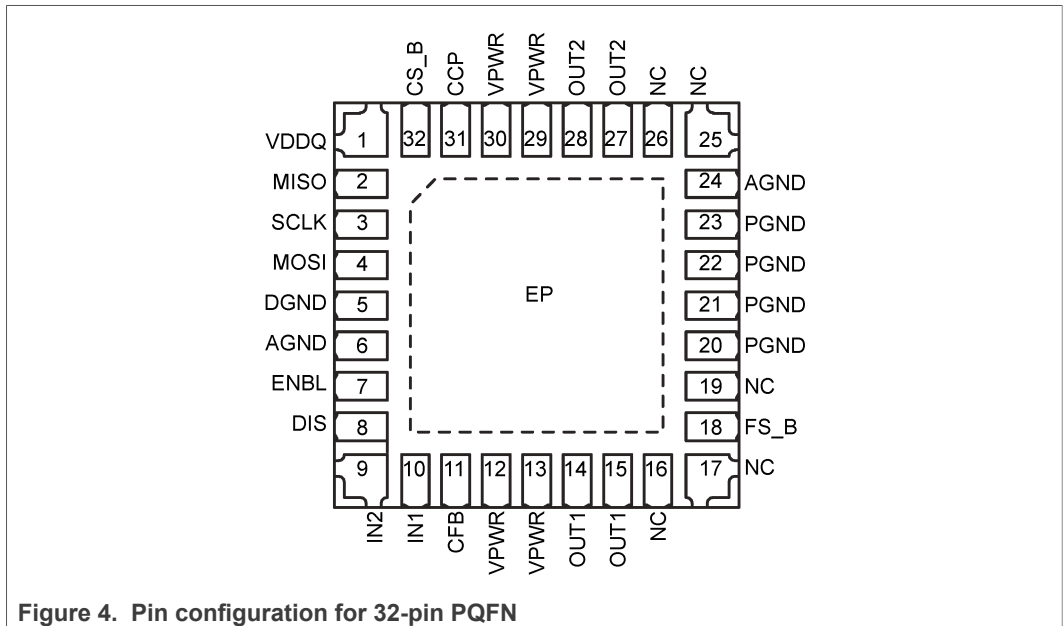 CS_B
CCP
VPWR
VPWR
OUT2
OUT2
NC
NC
32
31
30
29
28
27
26
VDDQ 1
25
MISO 2
24 AGND
SCLK 3
23 PGND
MOSI 4
22 PGND
EP
DGND 5
21 PGND
AGND 6
20 PGND
ENBL 7
19 NC
DIS 8
18 FS_B
9
10
11
12
13
14
15
16
17 NC
IN2
IN1
CFB
VPWR
VPWR
OUT1
OUT1
NC
Figure 4. Pin configuration for 32-pin PQFN